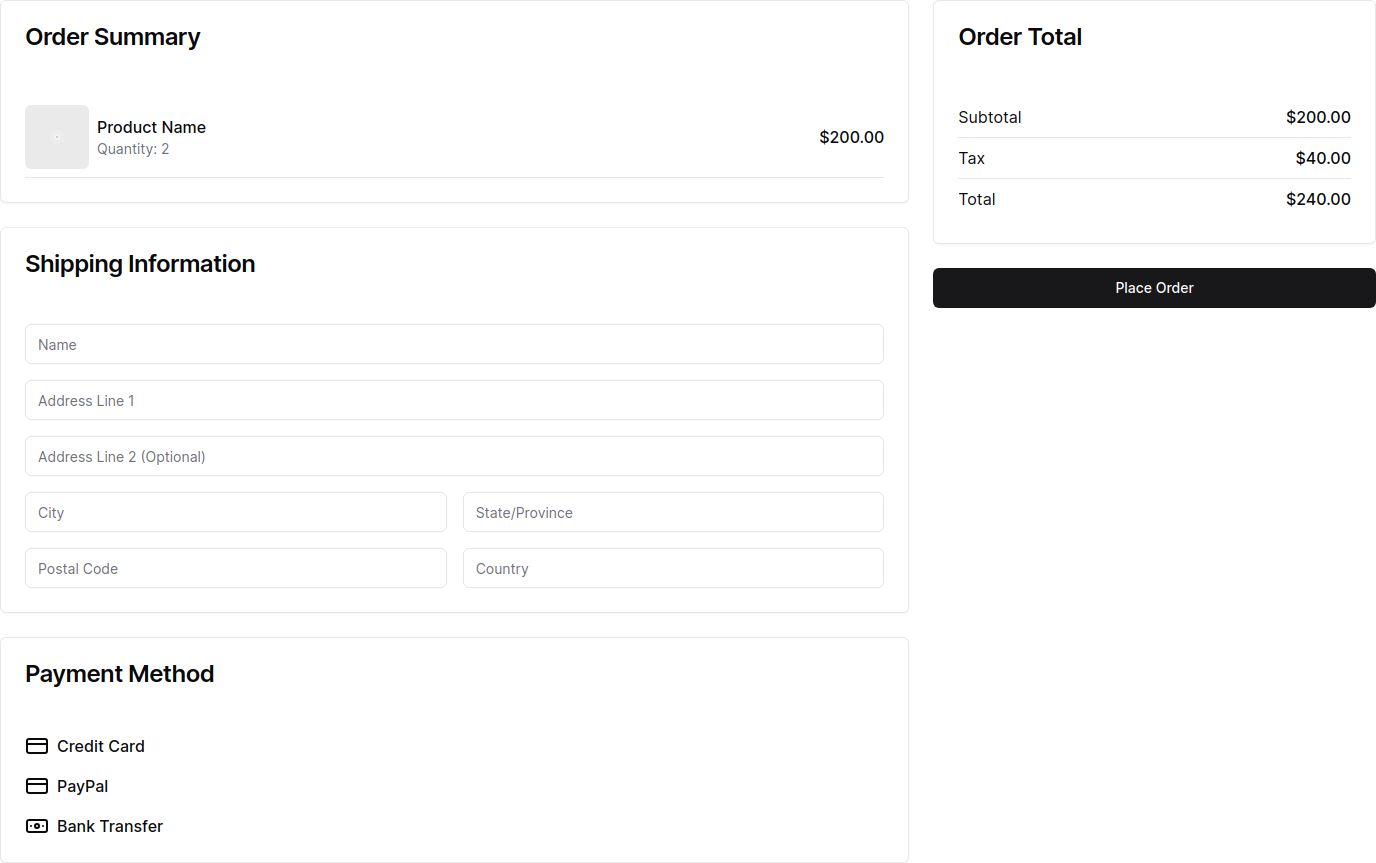 Order Summary
Product Name
Quantity: 2
$200.00
Shipping Information
Name
Address Line 1
Address Line 2 (Optional)
City
State/Province
Postal Code
Country
Payment Method
Credit Card
PayPal
Bank Transfer
Order Total
Subtotal $200.00
Tax $40.00
Total $240.00
Place Order